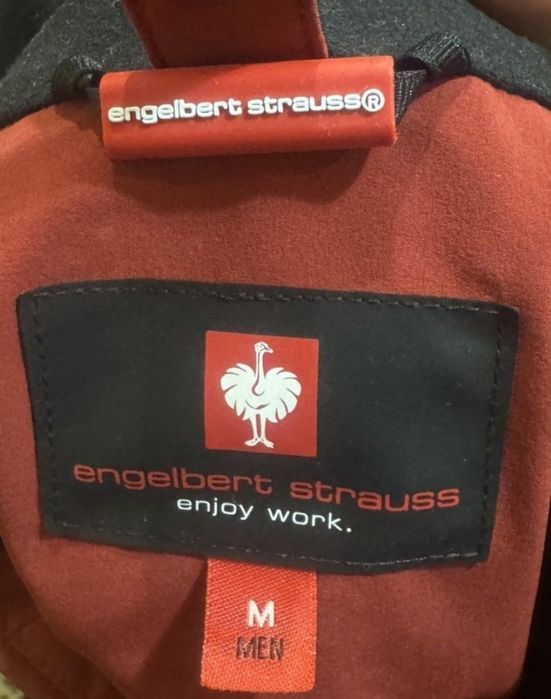 engelbert strauss®
engelbert strauss
enjoy work.
M
MEN